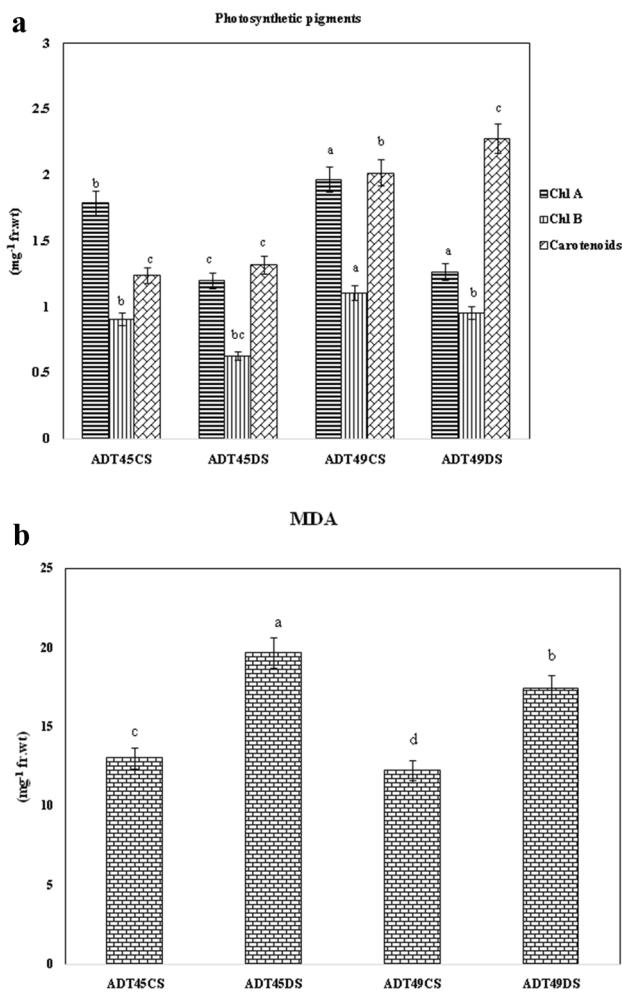 a
Photosynthetic pigments
3
2.5
2
1.5
1
0.5
0
(mg-1 fr.wt)
b
b
c
c
bc
c
a
a
b
a
b
c
Chl A
Chl B
Carotenoids
ADT45CS ADT45DS ADT49CS ADT49DS
b
MDA
25
20
15
10
5
0
(mg-1 fr.wt)
c
a
d
b
ADT45CS ADT45DS ADT49CS ADT49DS